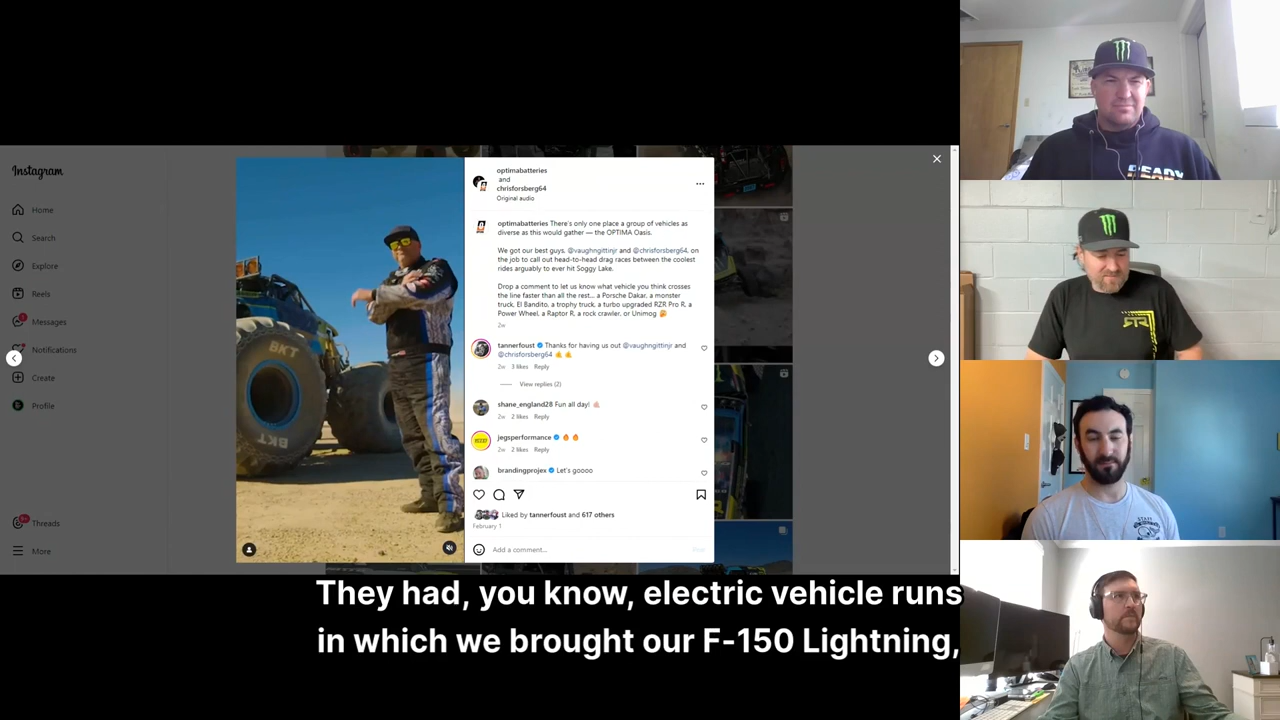 Instagram
Home
Search
Explore
Reels
Messages
Notifications
Create
Profile
Threads
More
optimabatteries
and
chrisforsberg64
Original audio
optimabatteries There's only one place a group of vehicles as
diverse as this would gather — the OPTIMA Oasis.
We got our best guys, @vaughngittinjr and @chrisforsberg64, on
the job to call out head-to-head drag races between the coolest
rides arguably to ever hit Soggy Lake.
Drop a comment to let us know what vehicle you think crosses
the line faster than all the rest... a Porsche Dakar, a monster
truck, El Bandito, a trophy truck, a turbo upgraded RZR Pro R, a
Power Wheel, a Raptor R, a rock crawler, or Unimog
2w
tannerfoust Thanks for having us out @vaughngittinjr and
@chrisforsberg64
2w 3 likes Reply
View replies (2)
shane_england28 Fun all day!
2w 2 likes Reply
jegsperformance
2w 2 likes Reply
brandingprojex Let's goooo
Liked by tannerfoust and 617 others
February 1
Add a comment...
Post
BKT
BKT
They had, you know, electric vehicle runs
in which we brought our F-150 Lightning,
READY
RTR
STAFF